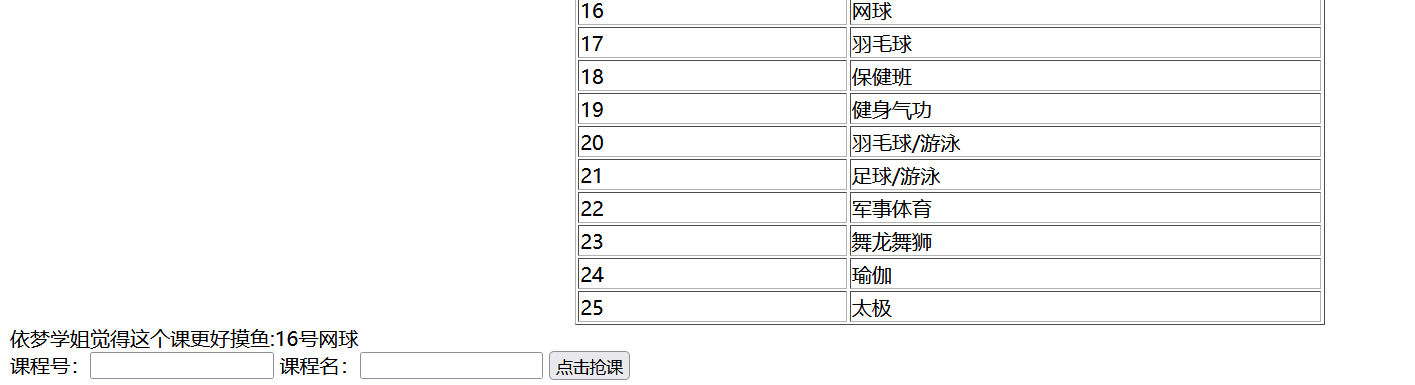 16 网球
17 羽毛球
18 保健班
19 健身气功
20 羽毛球/游泳
21 足球/游泳
22 军事体育
23 舞龙舞狮
24 瑜伽
25 太极
依梦学姐觉得这个课更好摸鱼:16号网球
课程号： 课程名： 点击抢课